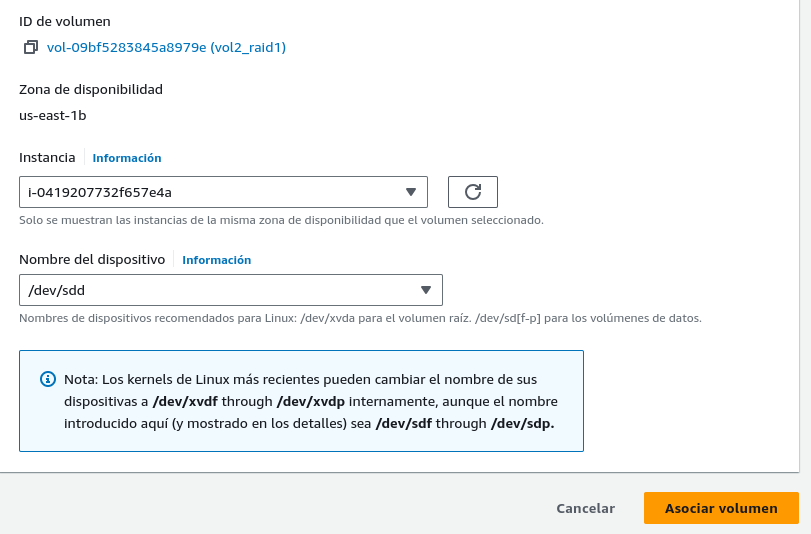 ID de volumen
vol-09bf5283845a8979e (vol2_raid1)
Zona de disponibilidad
us-east-1b
Instancia Información
i-0419207732f657e4a
Solo se muestran las instancias de la misma zona de disponibilidad que el volumen seleccionado.
Nombre del dispositivo Información
/dev/sdd
Nombres de dispositivos recomendados para Linux: /dev/xvda para el volumen raíz. /dev/sd[f-p] para los volúmenes de datos.
Nota: Los kernels de Linux más recientes pueden cambiar el nombre de sus
dispositivas a /dev/xvdf through /dev/xvdp internamente, aunque el nombre
introducido aquí (y mostrado en los detalles) sea /dev/sdf through /dev/sdp.
Cancelar Asociar volumen